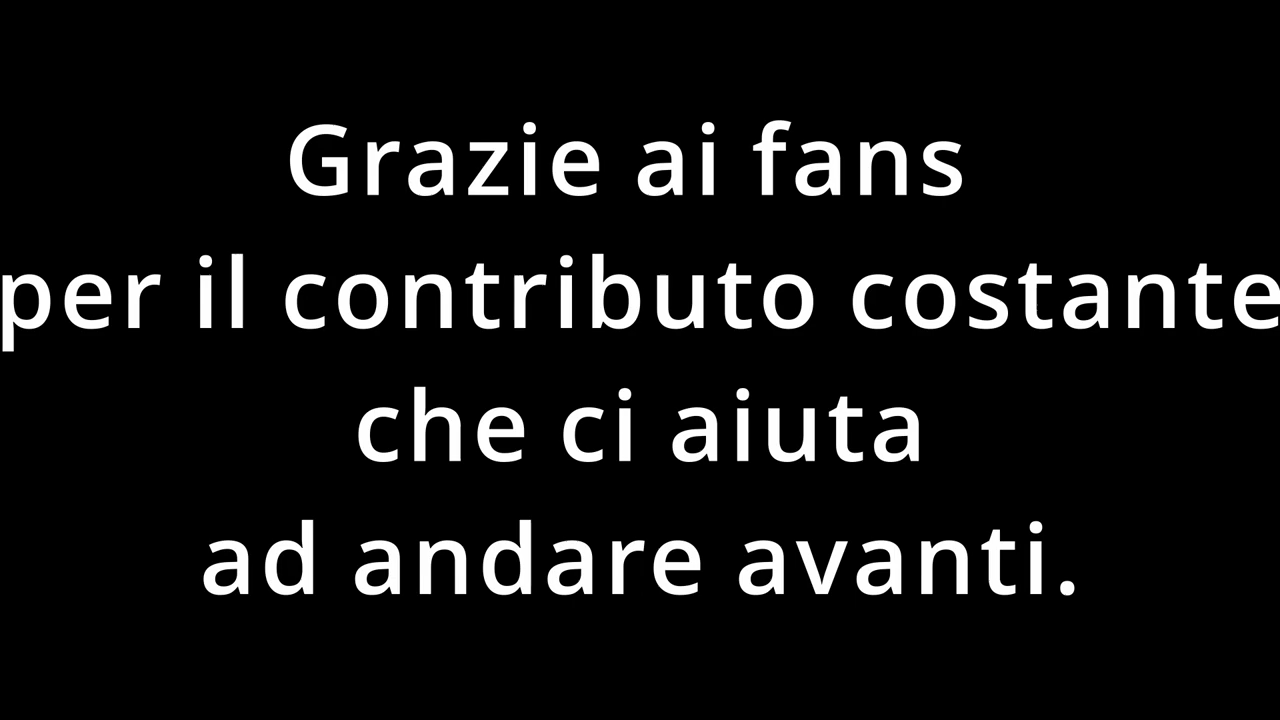 Grazie ai fans
per il contributo costante
che ci aiuta
ad andare avanti.